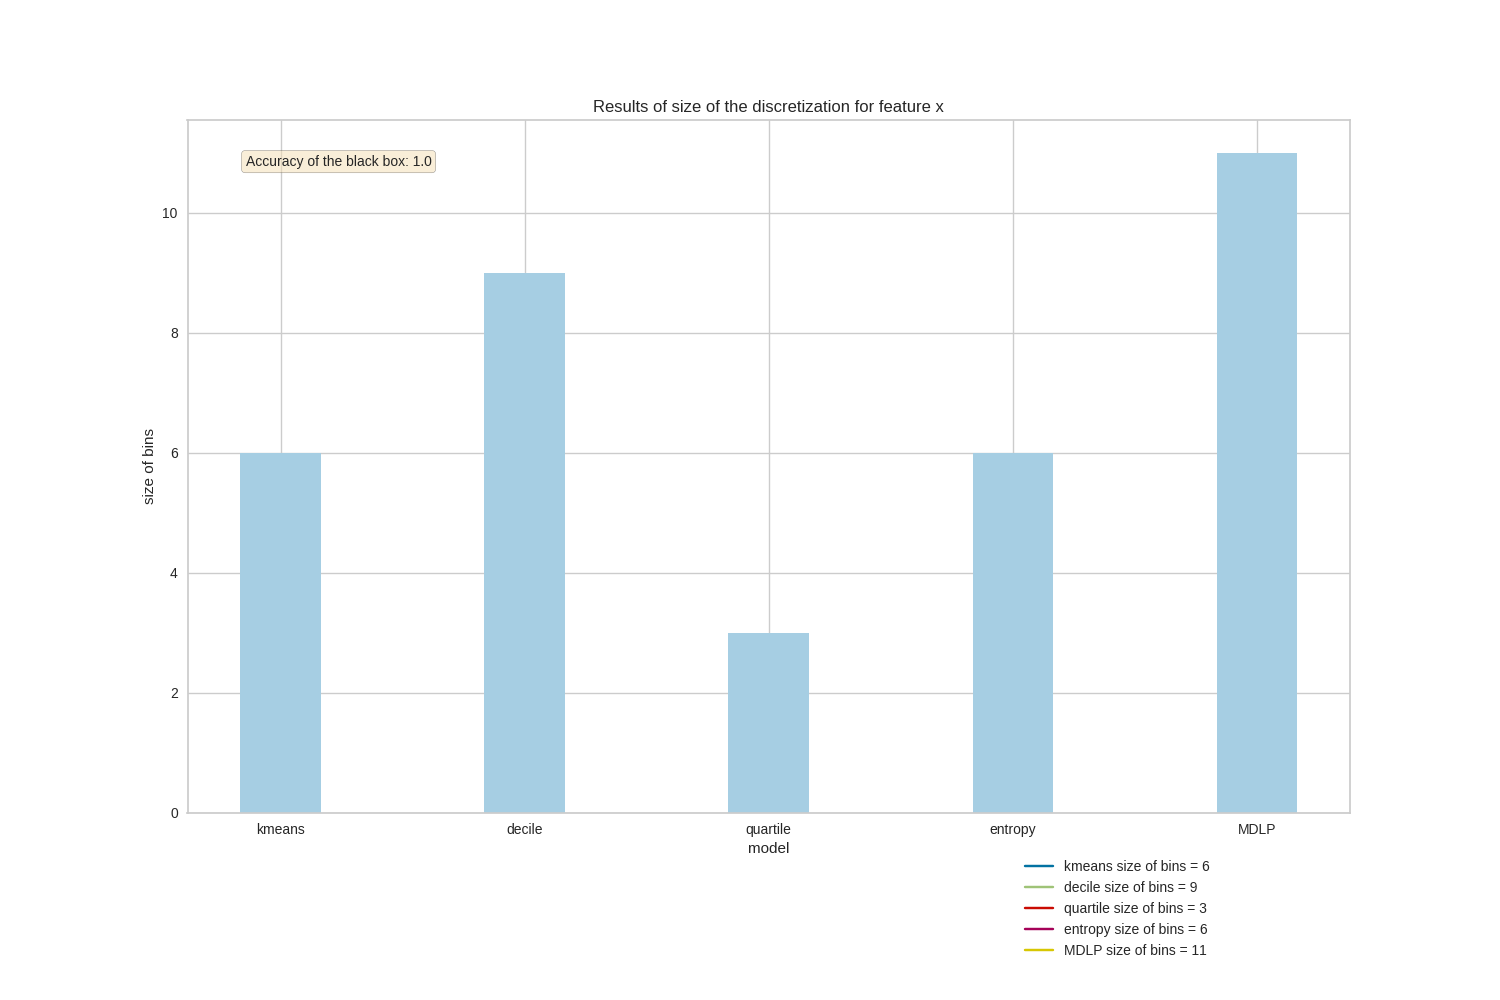 Results of size of the discretization for feature x
Accuracy of the black box: 1.0
10
8
6
4
2
0
size of bins
kmeans decile quartile entropy MDLP
model
kmeans size of bins = 6
decile size of bins = 9
quartile size of bins = 3
entropy size of bins = 6
MDLP size of bins = 11